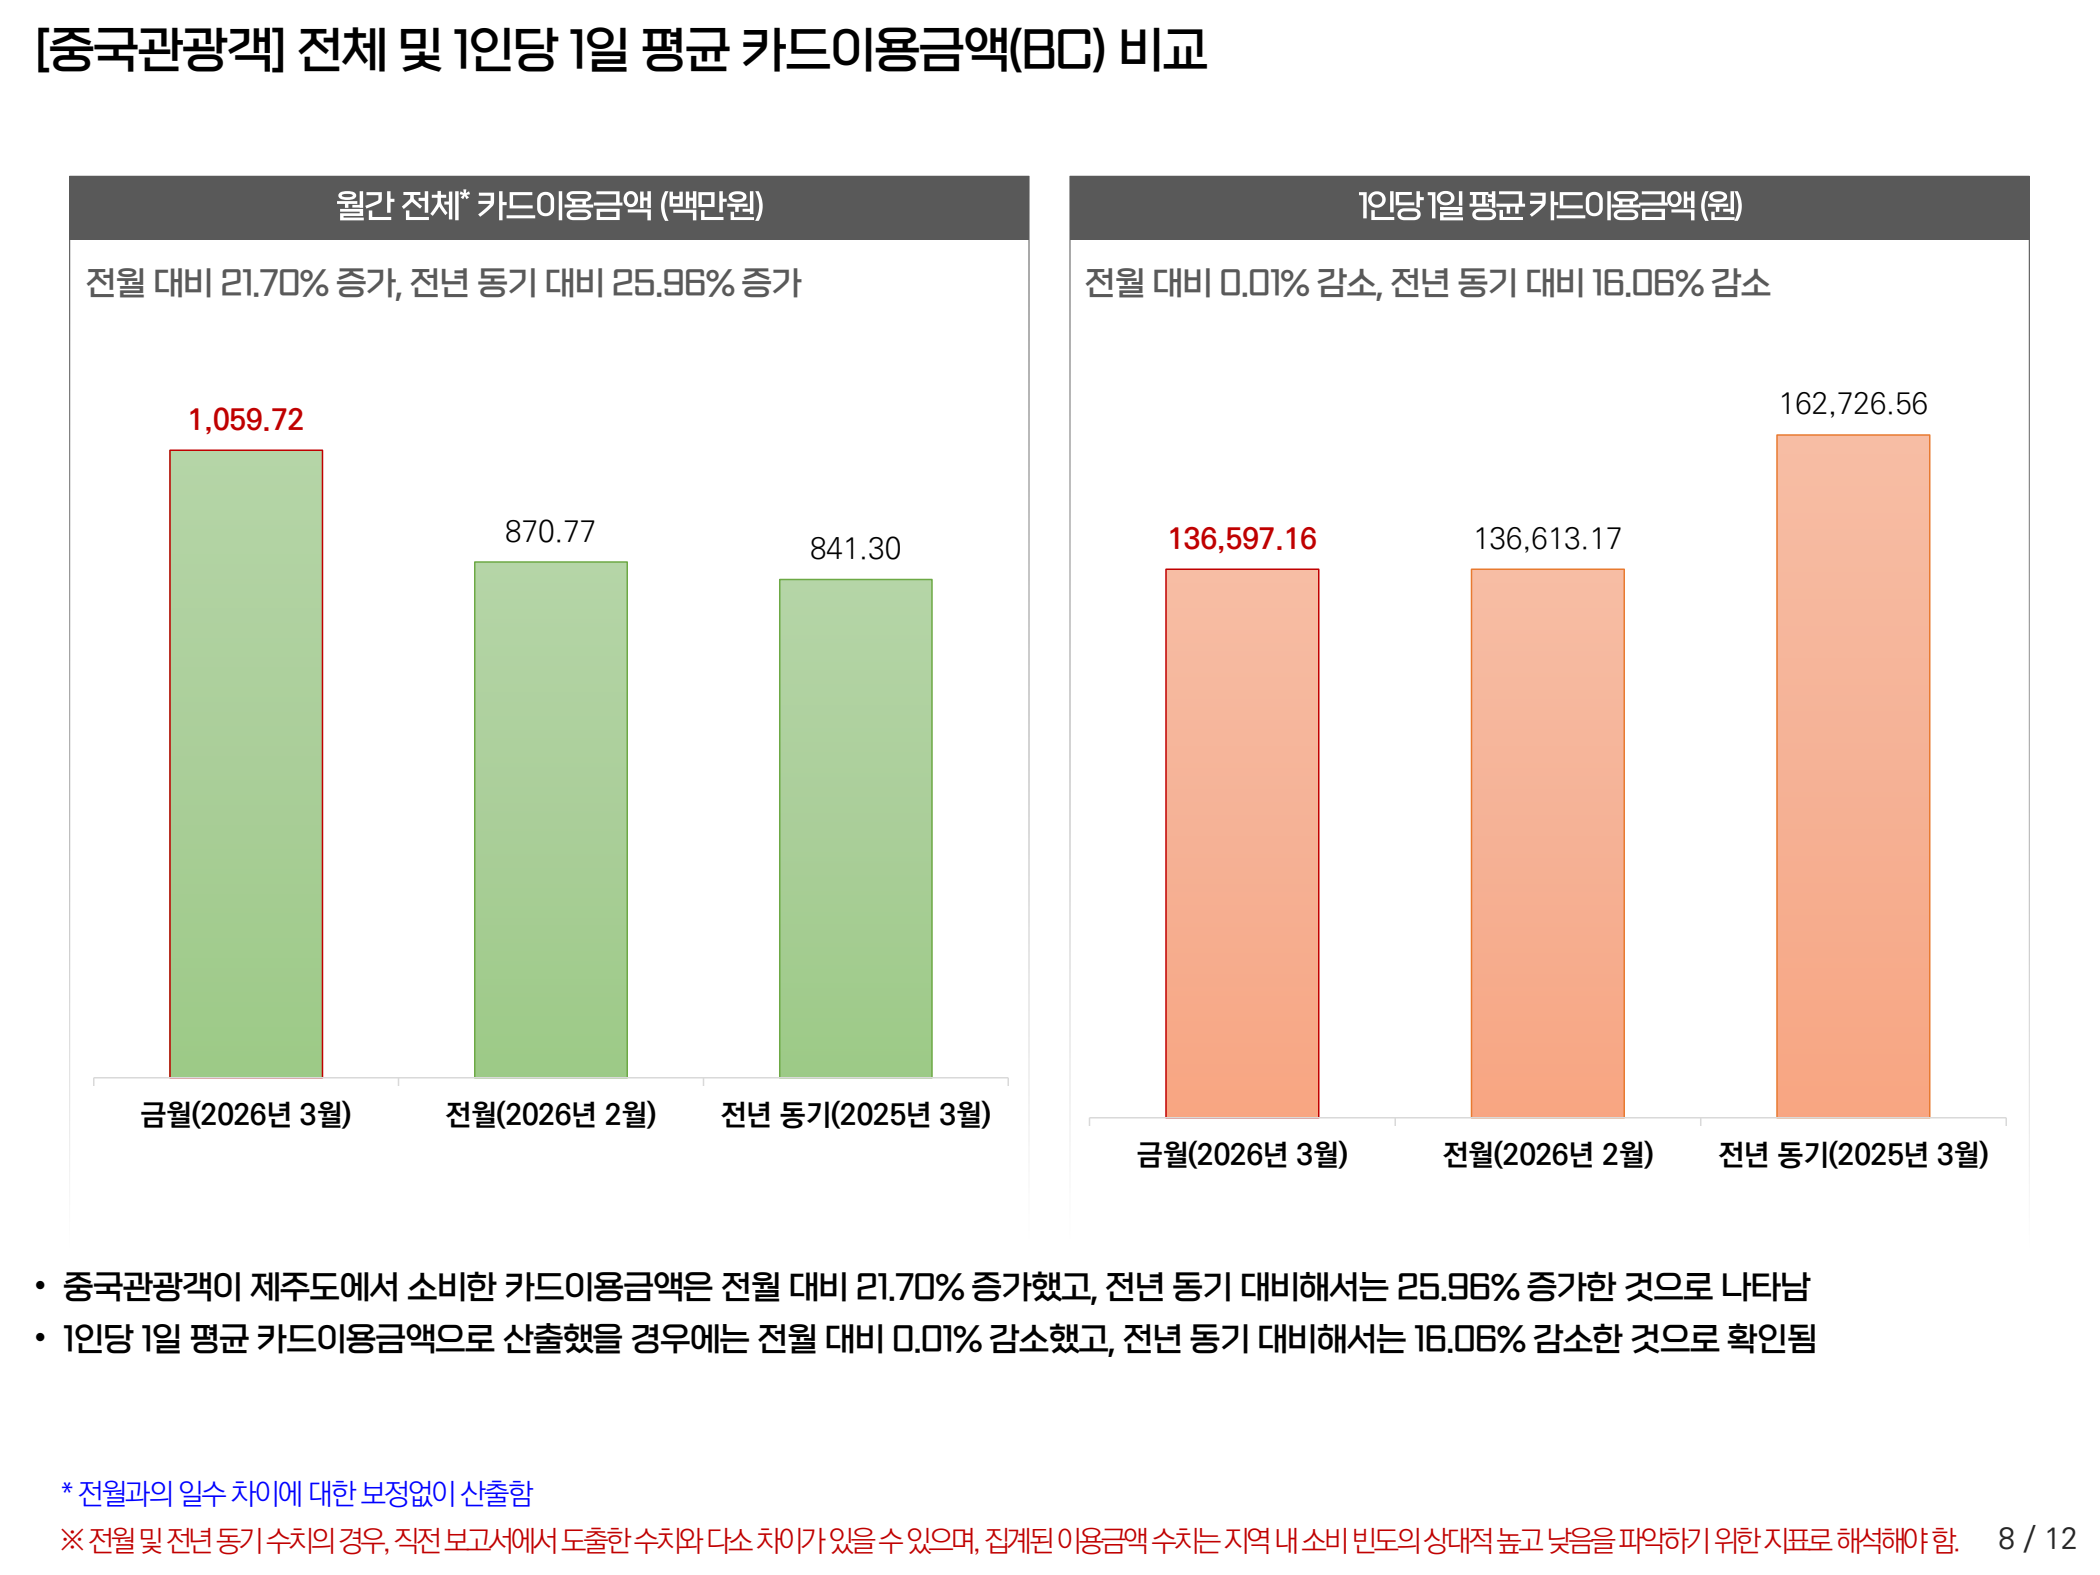 [중국관광객] 전체 및 1인당 1일 평균 카드이용금액(BC) 비교
월간 전체* 카드이용금액 (백만원)
전월 대비 21.70% 증가, 전년 동기 대비 25.96% 증가
1,059.72
870.77
841.30
금월(2026년 3월)
전월(2026년 2월)
전년 동기(2025년 3월)
1인당 1일 평균 카드이용금액 (원)
전월 대비 0.01% 감소, 전년 동기 대비 16.06% 감소
136,597.16
136,613.17
162,726.56
금월(2026년 3월)
전월(2026년 2월)
전년 동기(2025년 3월)
• 중국관광객이 제주도에서 소비한 카드이용금액은 전월 대비 21.70% 증가했고, 전년 동기 대비해서는 25.96% 증가한 것으로 나타남
• 1인당 1일 평균 카드이용금액으로 산출했을 경우에는 전월 대비 0.01% 감소했고, 전년 동기 대비해서는 16.06% 감소한 것으로 확인됨
* 전월과의 일수 차이에 대한 보정없이 산출함
※ 전월 및 전년 동기 수치의 경우, 직전 보고서에서 도출한 수치와 다소 차이가 있을 수 있으며, 집계된 이용금액 수치는 지역 내 소비 빈도의 상대적 높고 낮음을 파악하기 위한 지표로 해석해야 함.
8 / 12